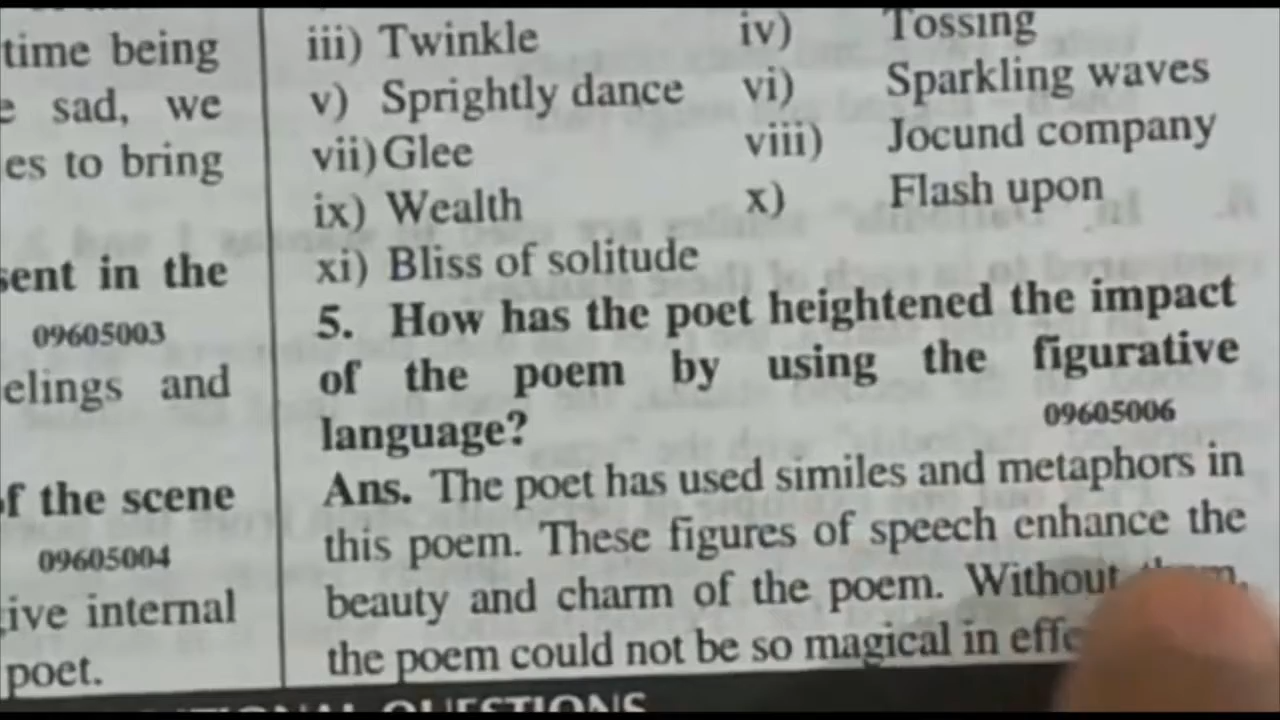 time being
sad, we
es to bring
sent in the
09605003
elings and
of the scene
09605004
internal
poet.
iii) Twinkle iv) Tossing
v) Sprightly dance vi) Sparkling waves
vii) Glee viii) Jocund company
ix) Wealth x) Flash upon
xi) Bliss of solitude
5. How has the poet heightened the impact
of the poem by using the figurative
language? 09605006
Ans. The poet has used similes and metaphors in
this poem. These figures of speech enhance the
beauty and charm of the poem. Without
the poem could not be so magical in
QUESTIONS